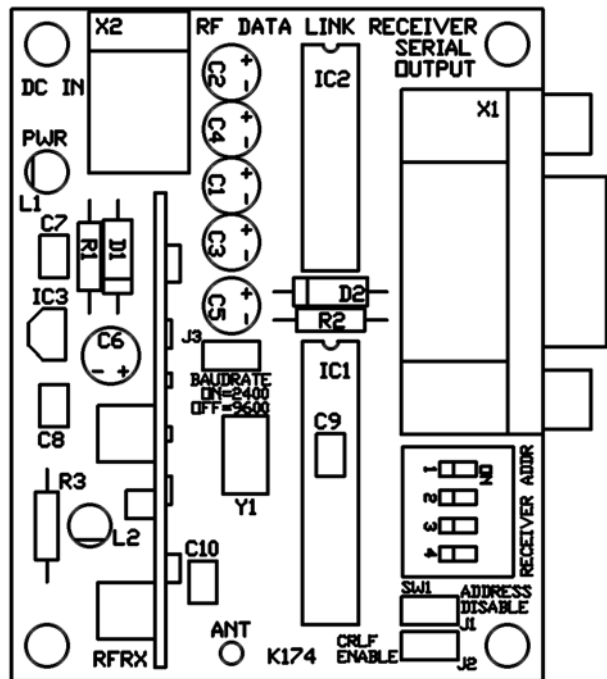 X2
RF DATA LINK RECEIVER
SERIAL
OUTPUT
DC IN
C2
+
-
IC2
C4
+
-
X1
PWR
L1
C1
+
-
C7
R1
D1
C3
+
-
IC3
C5
+
-
D2
R2
C6
-
+
J3
BAUDRATE
ON=2400
OFF=9600
IC1
C9
C8
Y1
1
ON
2
3
4
RECEIVER ADDR
R3
L2
C10
SW1
ADDRESS
DISABLE
J1
ANT
RFRX
K174
CRLF
ENABLE
J2